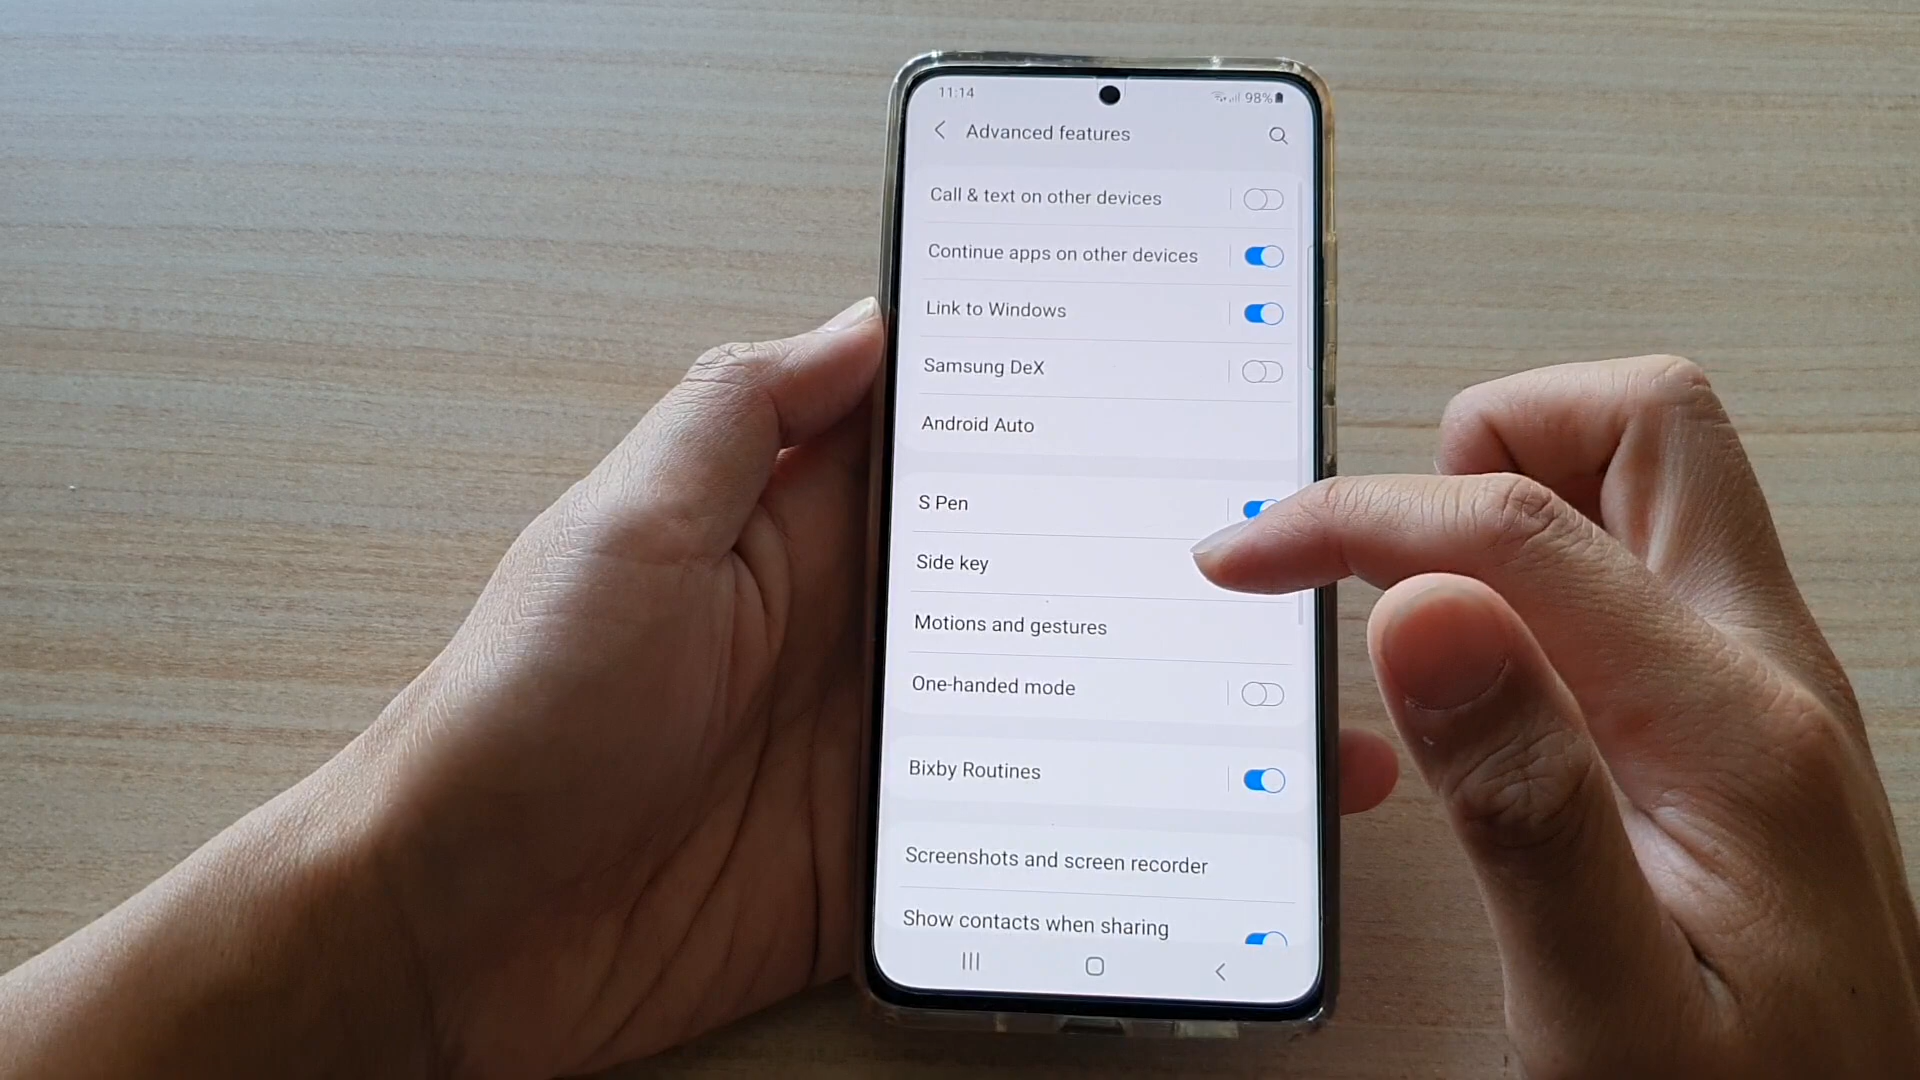 11:14
98%
Advanced features
Call & text on other devices
Continue apps on other devices
Link to Windows
Samsung DeX
Android Auto
S Pen
Side key
Motions and gestures
One-handed mode
Bixby Routines
Screenshots and screen recorder
Show contacts when sharing